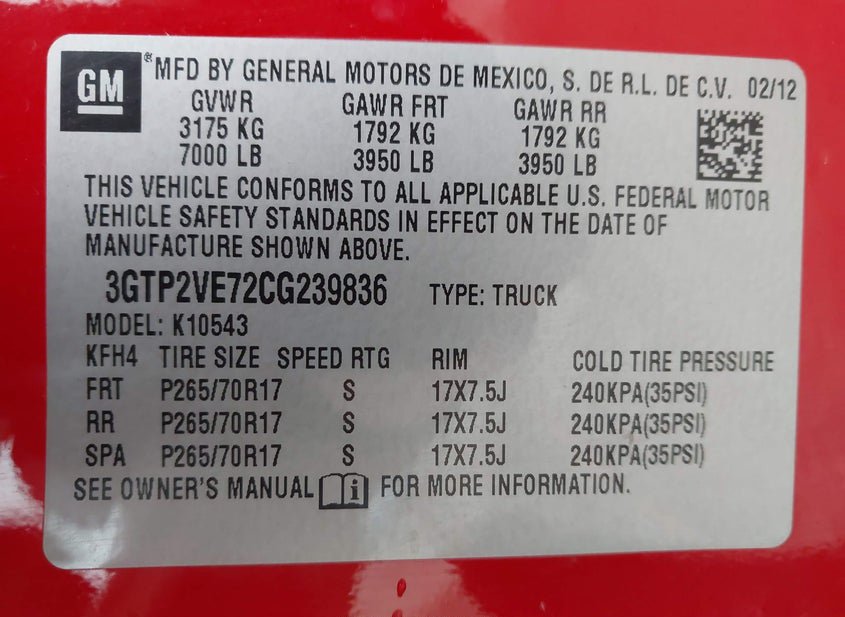 GM
® MFD BY GENERAL MOTORS DE MEXICO, S. DE R.L. DE C.V. 02/12
GVWR GAWR FRT GAWR RR
3175 KG 1792 KG 1792 KG
7000 LB 3950 LB 3950 LB
THIS VEHICLE CONFORMS TO ALL APPLICABLE U.S. FEDERAL MOTOR
VEHICLE SAFETY STANDARDS IN EFFECT ON THE DATE OF
MANUFACTURE SHOWN ABOVE.
3GTP2VE72CG239836 TYPE: TRUCK
MODEL: K10543
KFH4 TIRE SIZE SPEED RTG RIM COLD TIRE PRESSURE
FRT P265/70R17 S 17X7.5J 240KPA(35PSI)
RR P265/70R17 S 17X7.5J 240KPA(35PSI)
SPA P265/70R17 S 17X7.5J 240KPA(35PSI)
SEE OWNER'S MANUAL i FOR MORE INFORMATION.